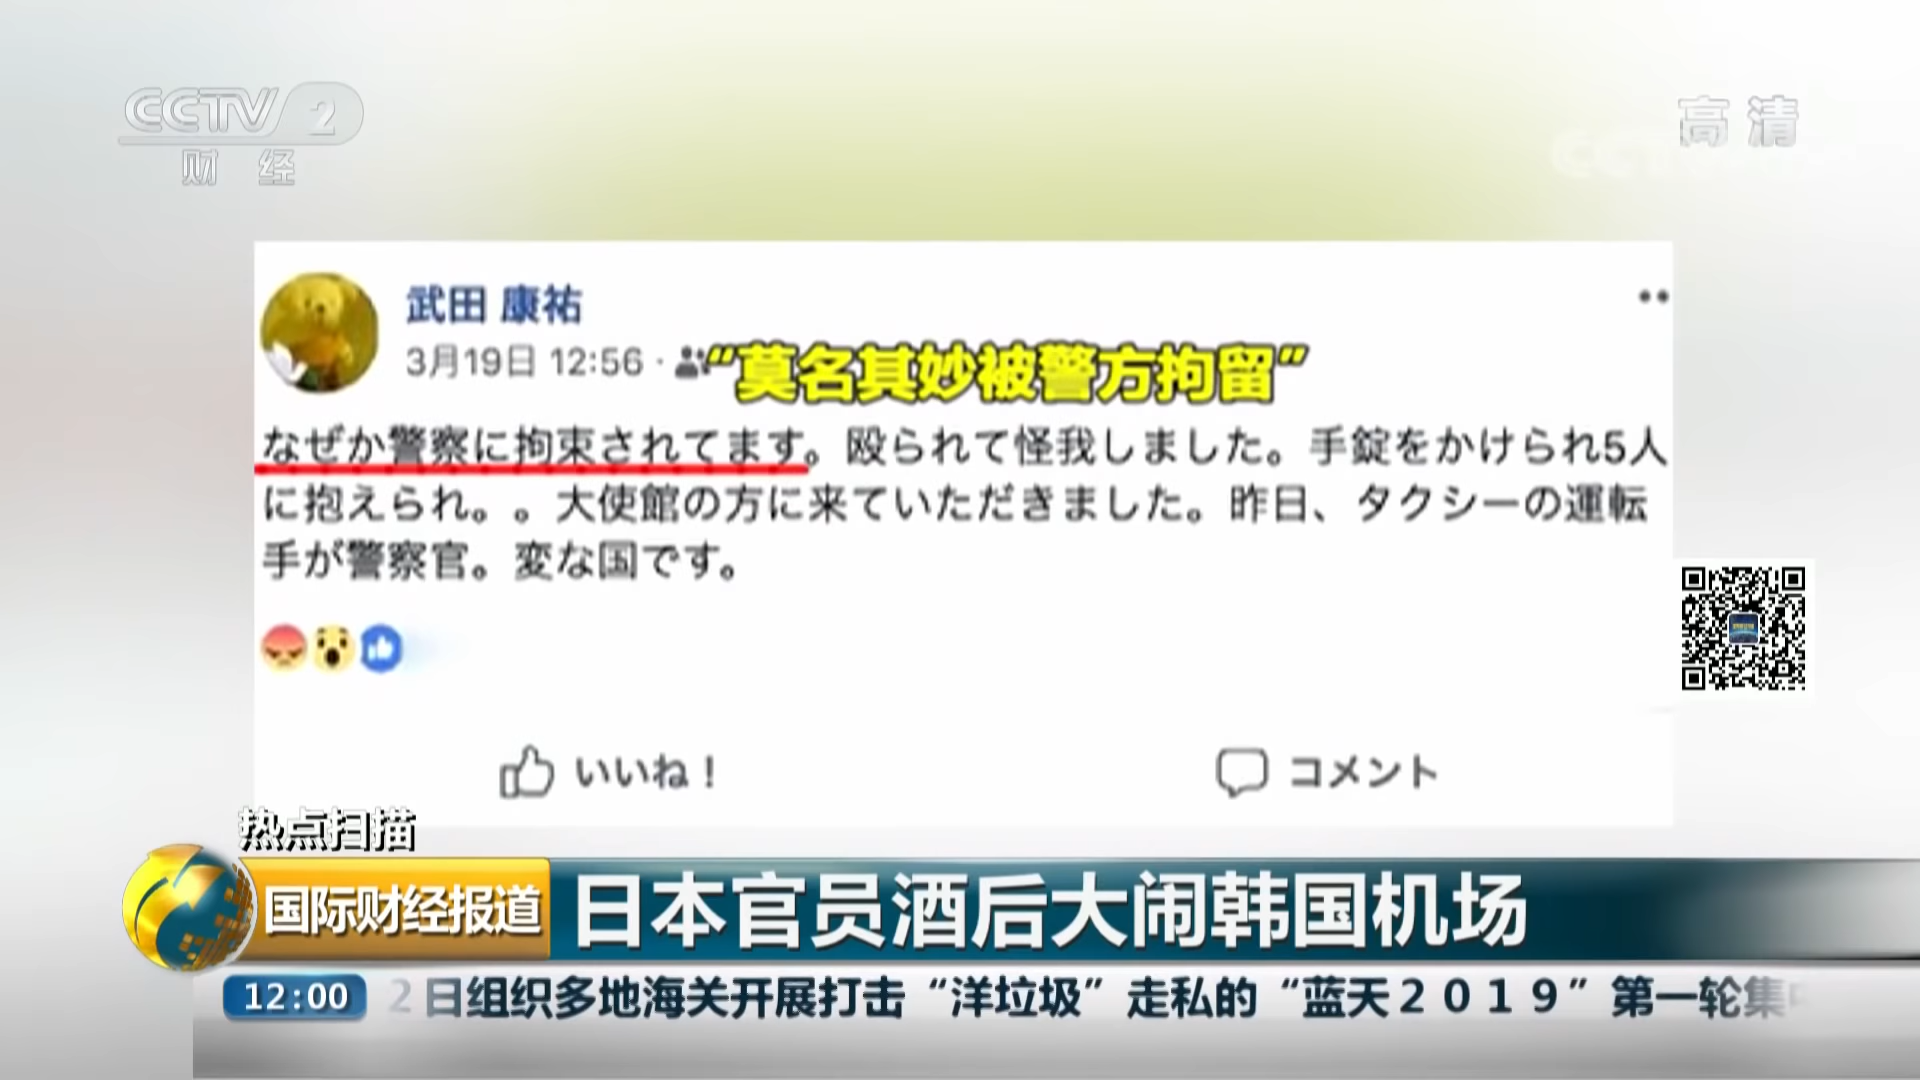 CCTV 2
财 经
高清
武田 康祐
3月19日 12:56 ·
“莫名其妙被警方拘留”
なぜか警察に拘束されてます。殴られて怪我しました。手錠をかけられ5人
に抱えられ。。大使館の方に来ていただきました。昨日、タクシーの運転
手が警察官。変な国です。
いいね！
コメント
热点扫描
国际财经报道
日本官员酒后大闹韩国机场
12:00
2日组织多地海关开展打击“洋垃圾”走私的“蓝天2019”第一轮集